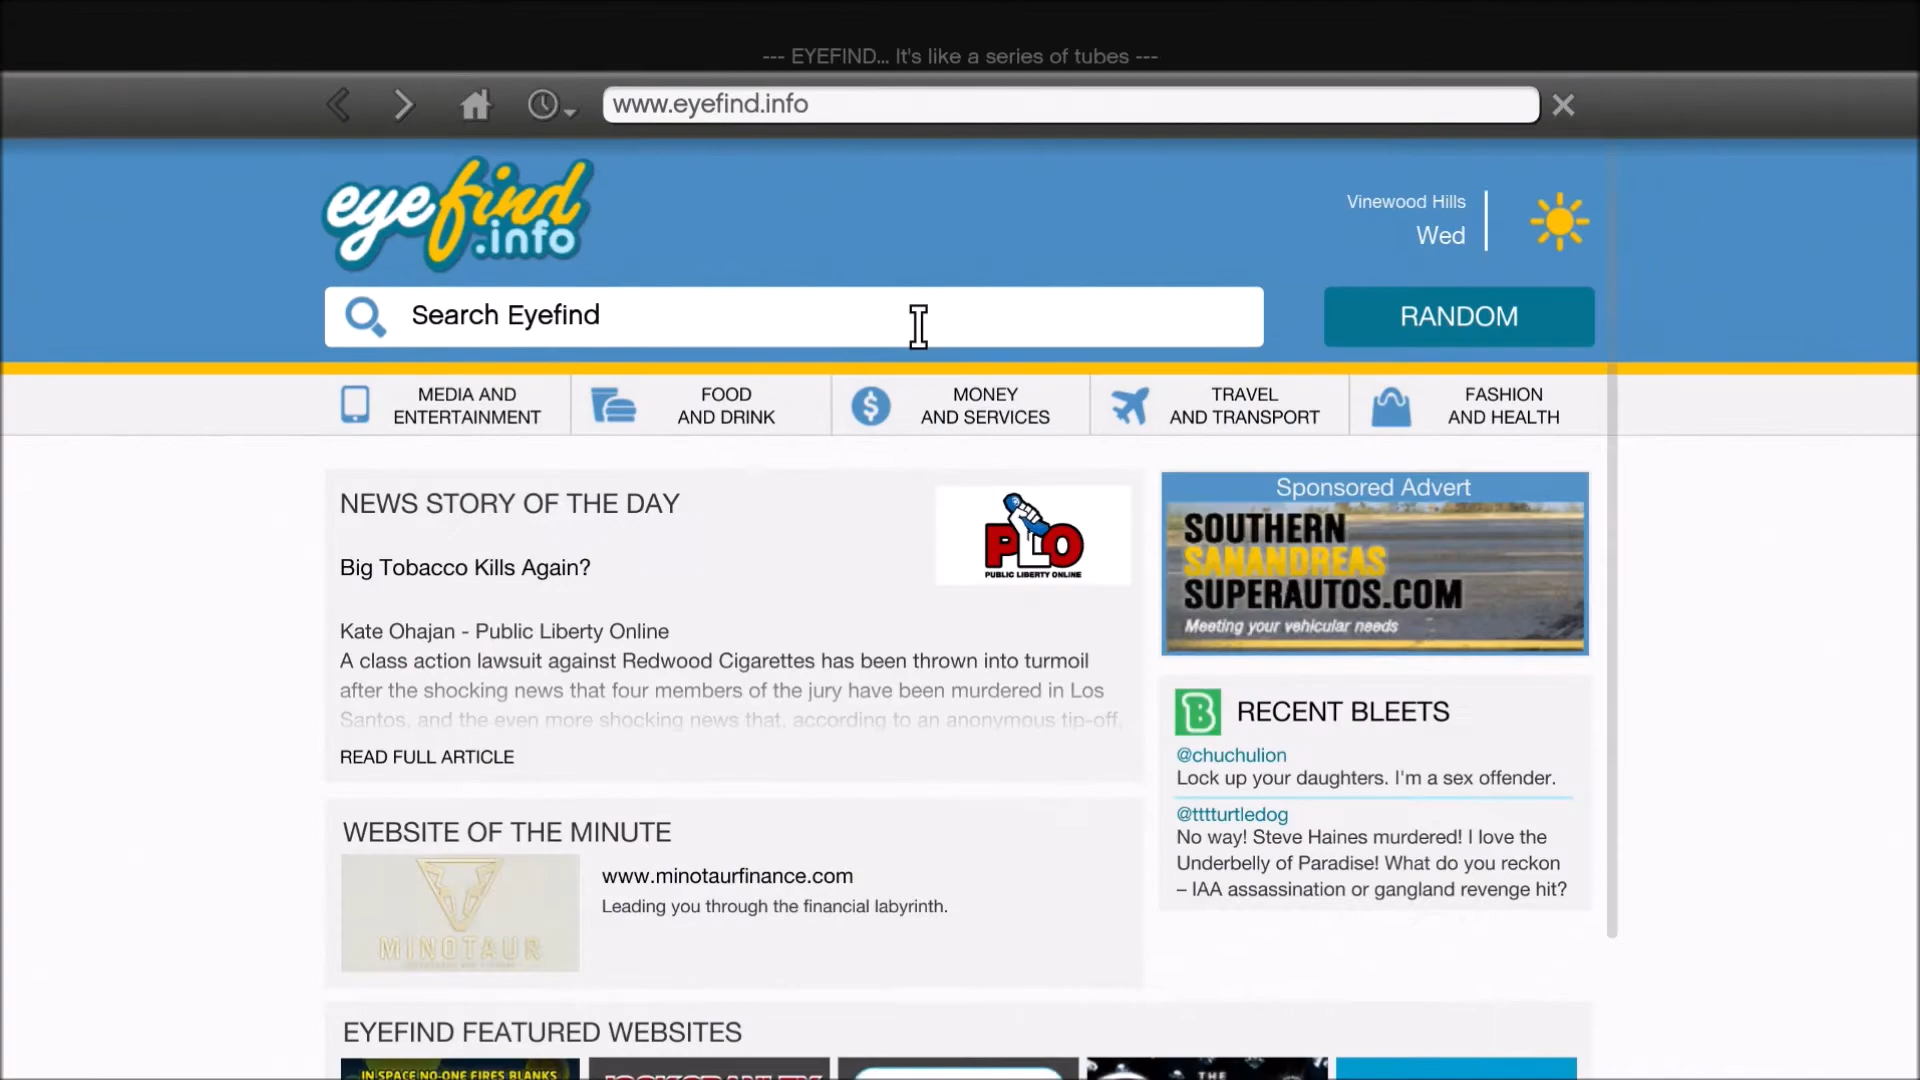 --- EYEFIND... It's like a series of tubes ---
www.eyefind.info
eyefind
.info
Vinewood Hills
Wed
Search Eyefind
RANDOM
MEDIA AND
ENTERTAINMENT
FOOD
AND DRINK
MONEY
AND SERVICES
TRAVEL
AND TRANSPORT
FASHION
AND HEALTH
NEWS STORY OF THE DAY
PLO
PUBLIC LIBERTY ONLINE
Big Tobacco Kills Again?
Kate Ohajan - Public Liberty Online
A class action lawsuit against Redwood Cigarettes has been thrown into turmoil
after the shocking news that four members of the jury have been murdered in Los
Santos, and the even more shocking news that, according to an anonymous tip-off,
READ FULL ARTICLE
Sponsored Advert
SOUTHERN
SANANDREAS
SUPERAUTOS.COM
Meeting your vehicular needs
B
RECENT BLEETS
@chuchulion
Lock up your daughters. I'm a sex offender.
@tttturtledog
No way! Steve Haines murdered! I love the
Underbelly of Paradise! What do you reckon
– IAA assassination or gangland revenge hit?
WEBSITE OF THE MINUTE
MINOTAUR
www.minotaurfinance.com
Leading you through the financial labyrinth.
EYEFIND FEATURED WEBSITES
IN SPACE NO-ONE FIRES BLANKS
THE